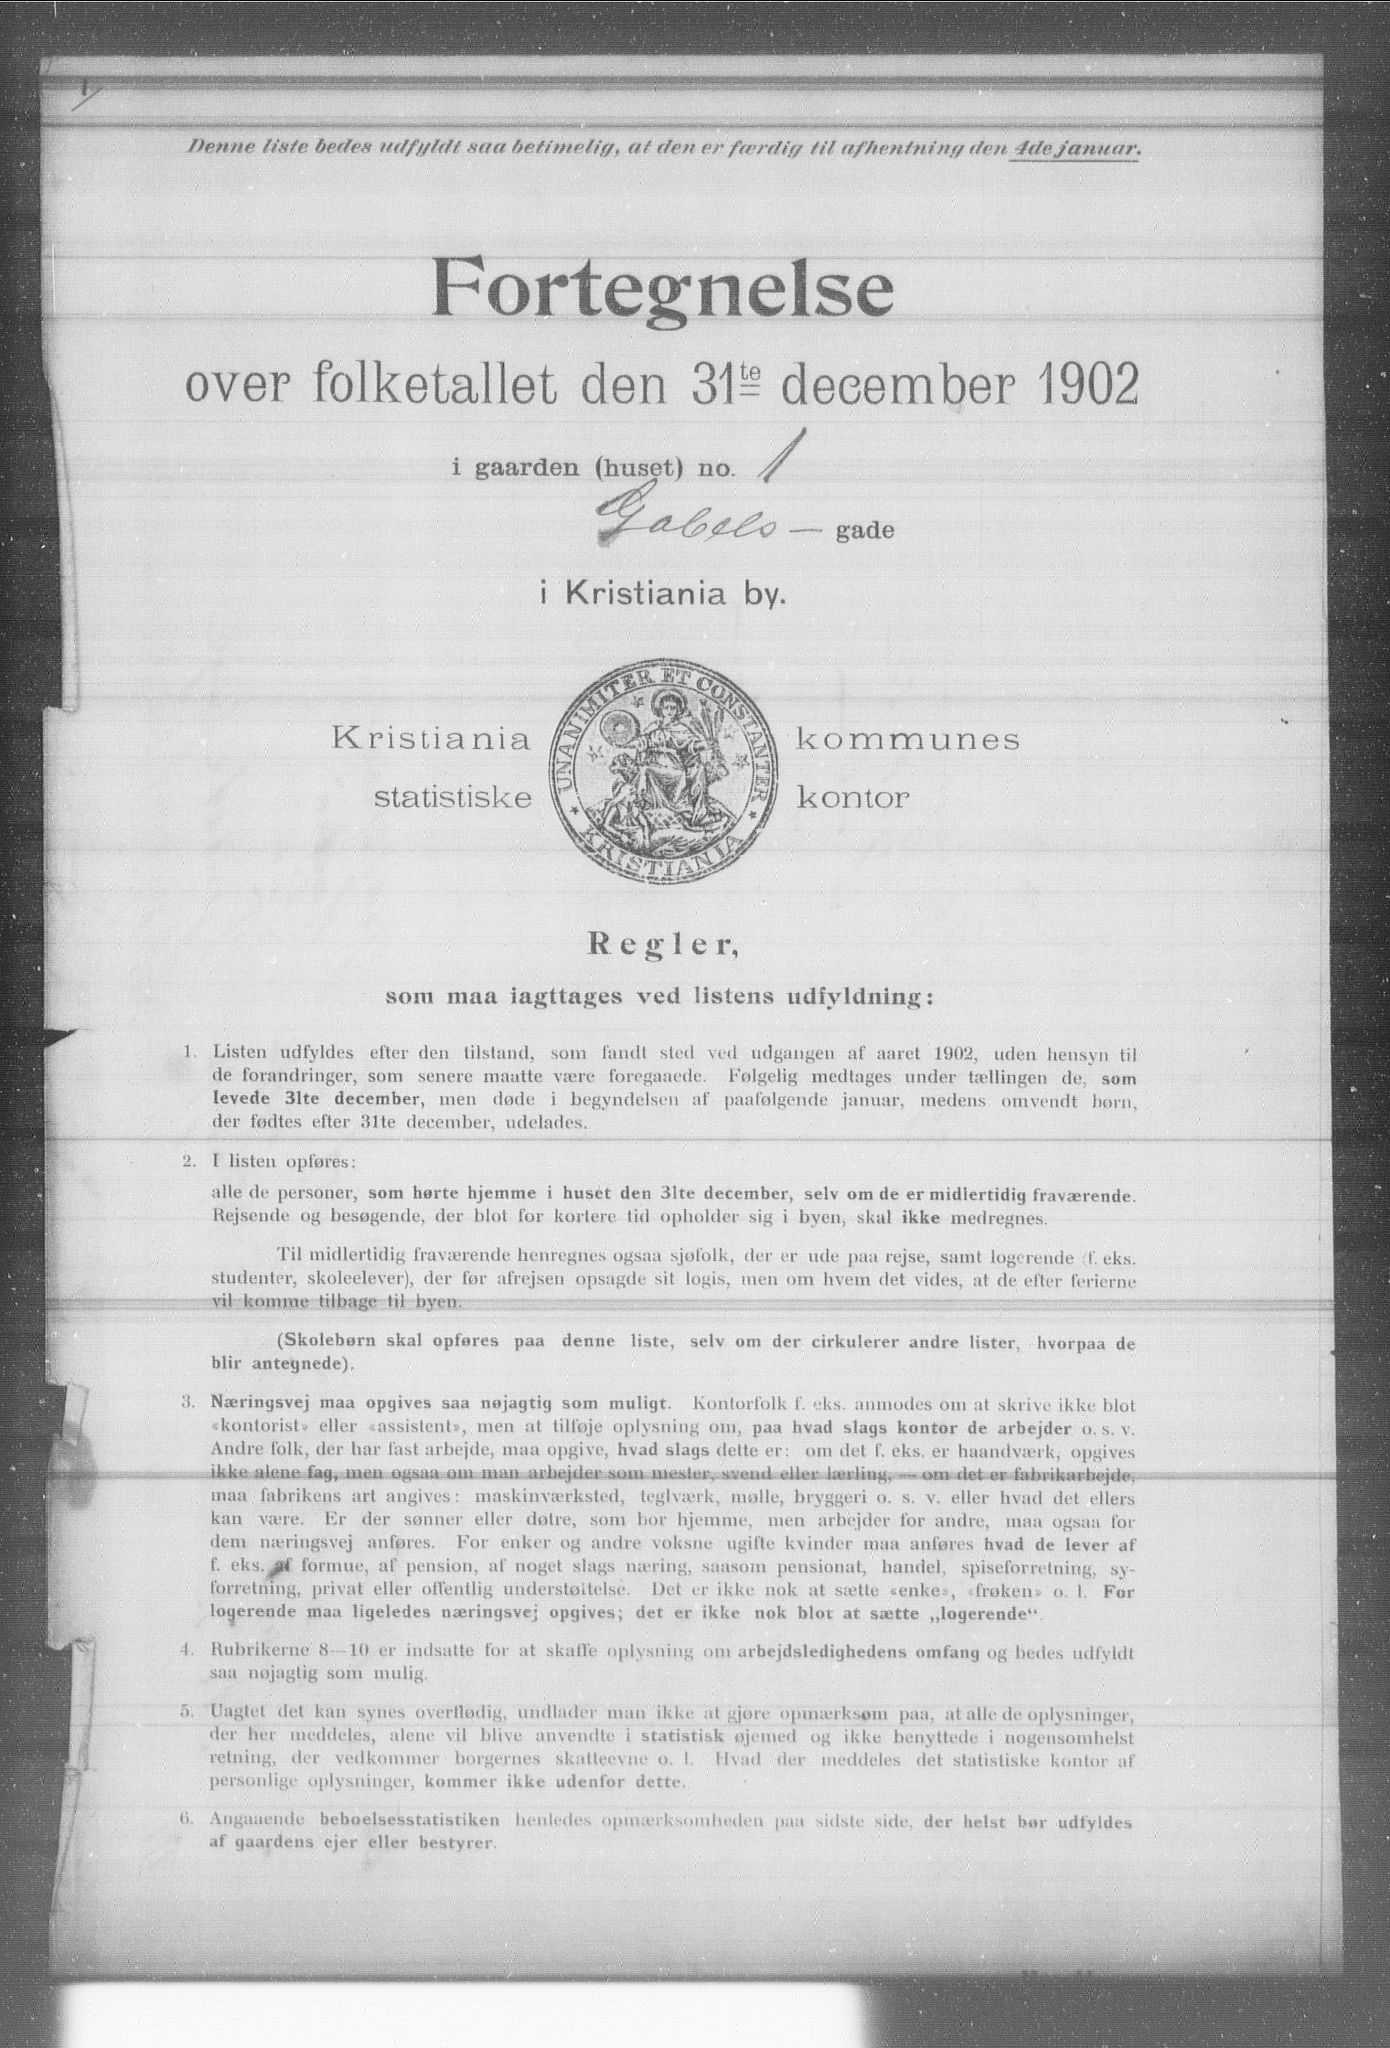 1
Denne liste bedes udfyldt saa betimelig, at den er færdig til afhentning den 4de januar.
Fortegnelse
over folketallet den 31te december 1902
i gaarden (huset) no. 1
Gabels — gade
i Kristiania by.
Kristiania kommunes
statistiske kontor
UNANIMITER ET CONSTANTER
KRISTIANIA
Regler,
som maa iagttages ved listens udfyldning:
1. Listen udfyldes efter den tilstand, som fandt sted ved udgangen af aaret 1902, uden hensyn til
de forandringer, som senere maatte være foregaaede. Følgelig medtages under tællingen de, som
levede 31te december, men døde i begyndelsen af paafølgende januar, medens omvendt børn,
der fødtes efter 31te december, udelades.
2. I listen opføres:
alle de personer, som hørte hjemme i huset den 31te december, selv om de er midlertidig fraværende.
Rejsende og besøgende, der blot for kortere tid opholder sig i byen, skal ikke medregnes.
Til midlertidig fraværende henregnes ogsaa sjøfolk, der er ude paa rejse, samt logerende (f. eks.
studenter, skoleelever), der før afrejsen opsagde sit logis, men om hvem det vides, at de efter ferierne
vil komme tilbage til byen.
(Skolebørn skal opføres paa denne liste, selv om der cirkulerer andre lister, hvorpaa de
blir antegnede).
3. Næringsvej maa opgives saa nøjagtig som muligt. Kontorfolk f. eks. anmodes om at skrive ikke blot
«kontorist» eller «assistent», men at tilføje oplysning om, paa hvad slags kontor de arbejder o. s. v.
Andre folk, der har fast arbejde, maa opgive, hvad slags dette er: om det f. eks. er haandværk, opgives
ikke alene fag, men ogsaa om man arbejder som mester, svend eller lærling, — om det er fabrikarbejde,
maa fabrikens art angives: maskinværksted, teglværk, mølle, bryggeri o. s. v. eller hvad det ellers
kan være. Er der sønner eller døtre, som bor hjemme, men arbejder for andre, maa ogsaa for
dem næringsvej anføres. For enker og andre voksne ugifte kvinder maa anføres hvad de lever af
f. eks. af formue, af pension, af noget slags næring, saasom pensionat, handel, spiseforretning, sy-
forretning, privat eller offentlig understøttelse. Det er ikke nok at sætte «enke», «frøken» o. l. For
logerende maa ligeledes næringsvej opgives; det er ikke nok blot at sætte „logerende“.
4. Rubrikerne 8—10 er indsatte for at skaffe oplysning om arbejdsledighedens omfang og bedes udfyldt
saa nøjagtig som mulig.
5. Uagtet det kan synes overflødig, undlader man ikke at gjøre opmærksom paa, at alle de oplysninger,
der her meddeles, alene vil blive anvendte i statistisk øjemed og ikke benyttede i nogensomhelst
retning, der vedkommer borgernes skatteevne o. l. Hvad der meddeles det statistiske kontor af
personlige oplysninger, kommer ikke udenfor dette.
6. Angaaende beboelsesstatistiken henledes opmærksomheden paa sidste side, der helst bør udfyldes
af gaardens ejer eller bestyrer.